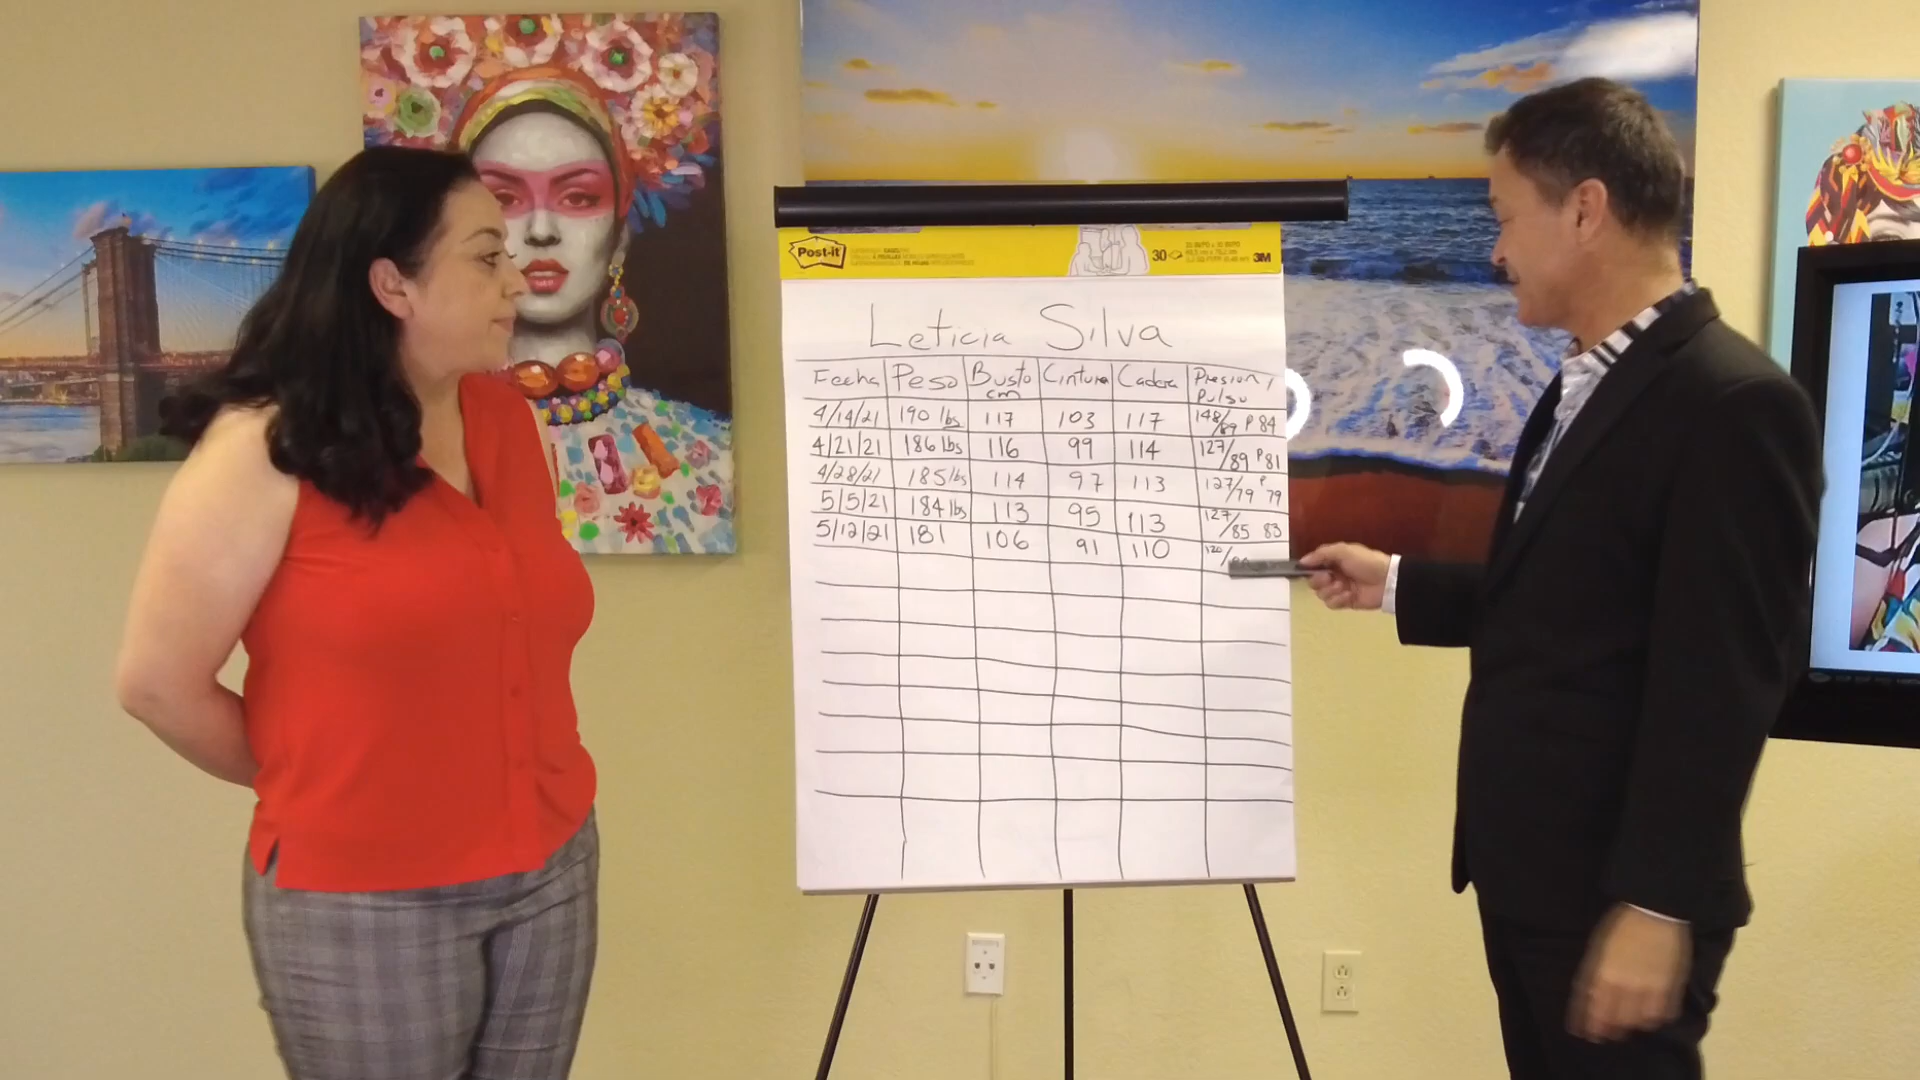 Post-it
30
3M
Leticia Silva
Fecha Peso Busto cm Cintura Cadera Presion / Pulso
4/14/21 190 lbs 117 103 117 148/89 P 84
4/21/21 186 lbs 116 99 114 127/89 P 81
4/28/21 185 lbs 114 97 113 127/79 P 79
5/5/21 184 lbs 113 95 113 127/85 83
5/12/21 181 106 91 110 120/